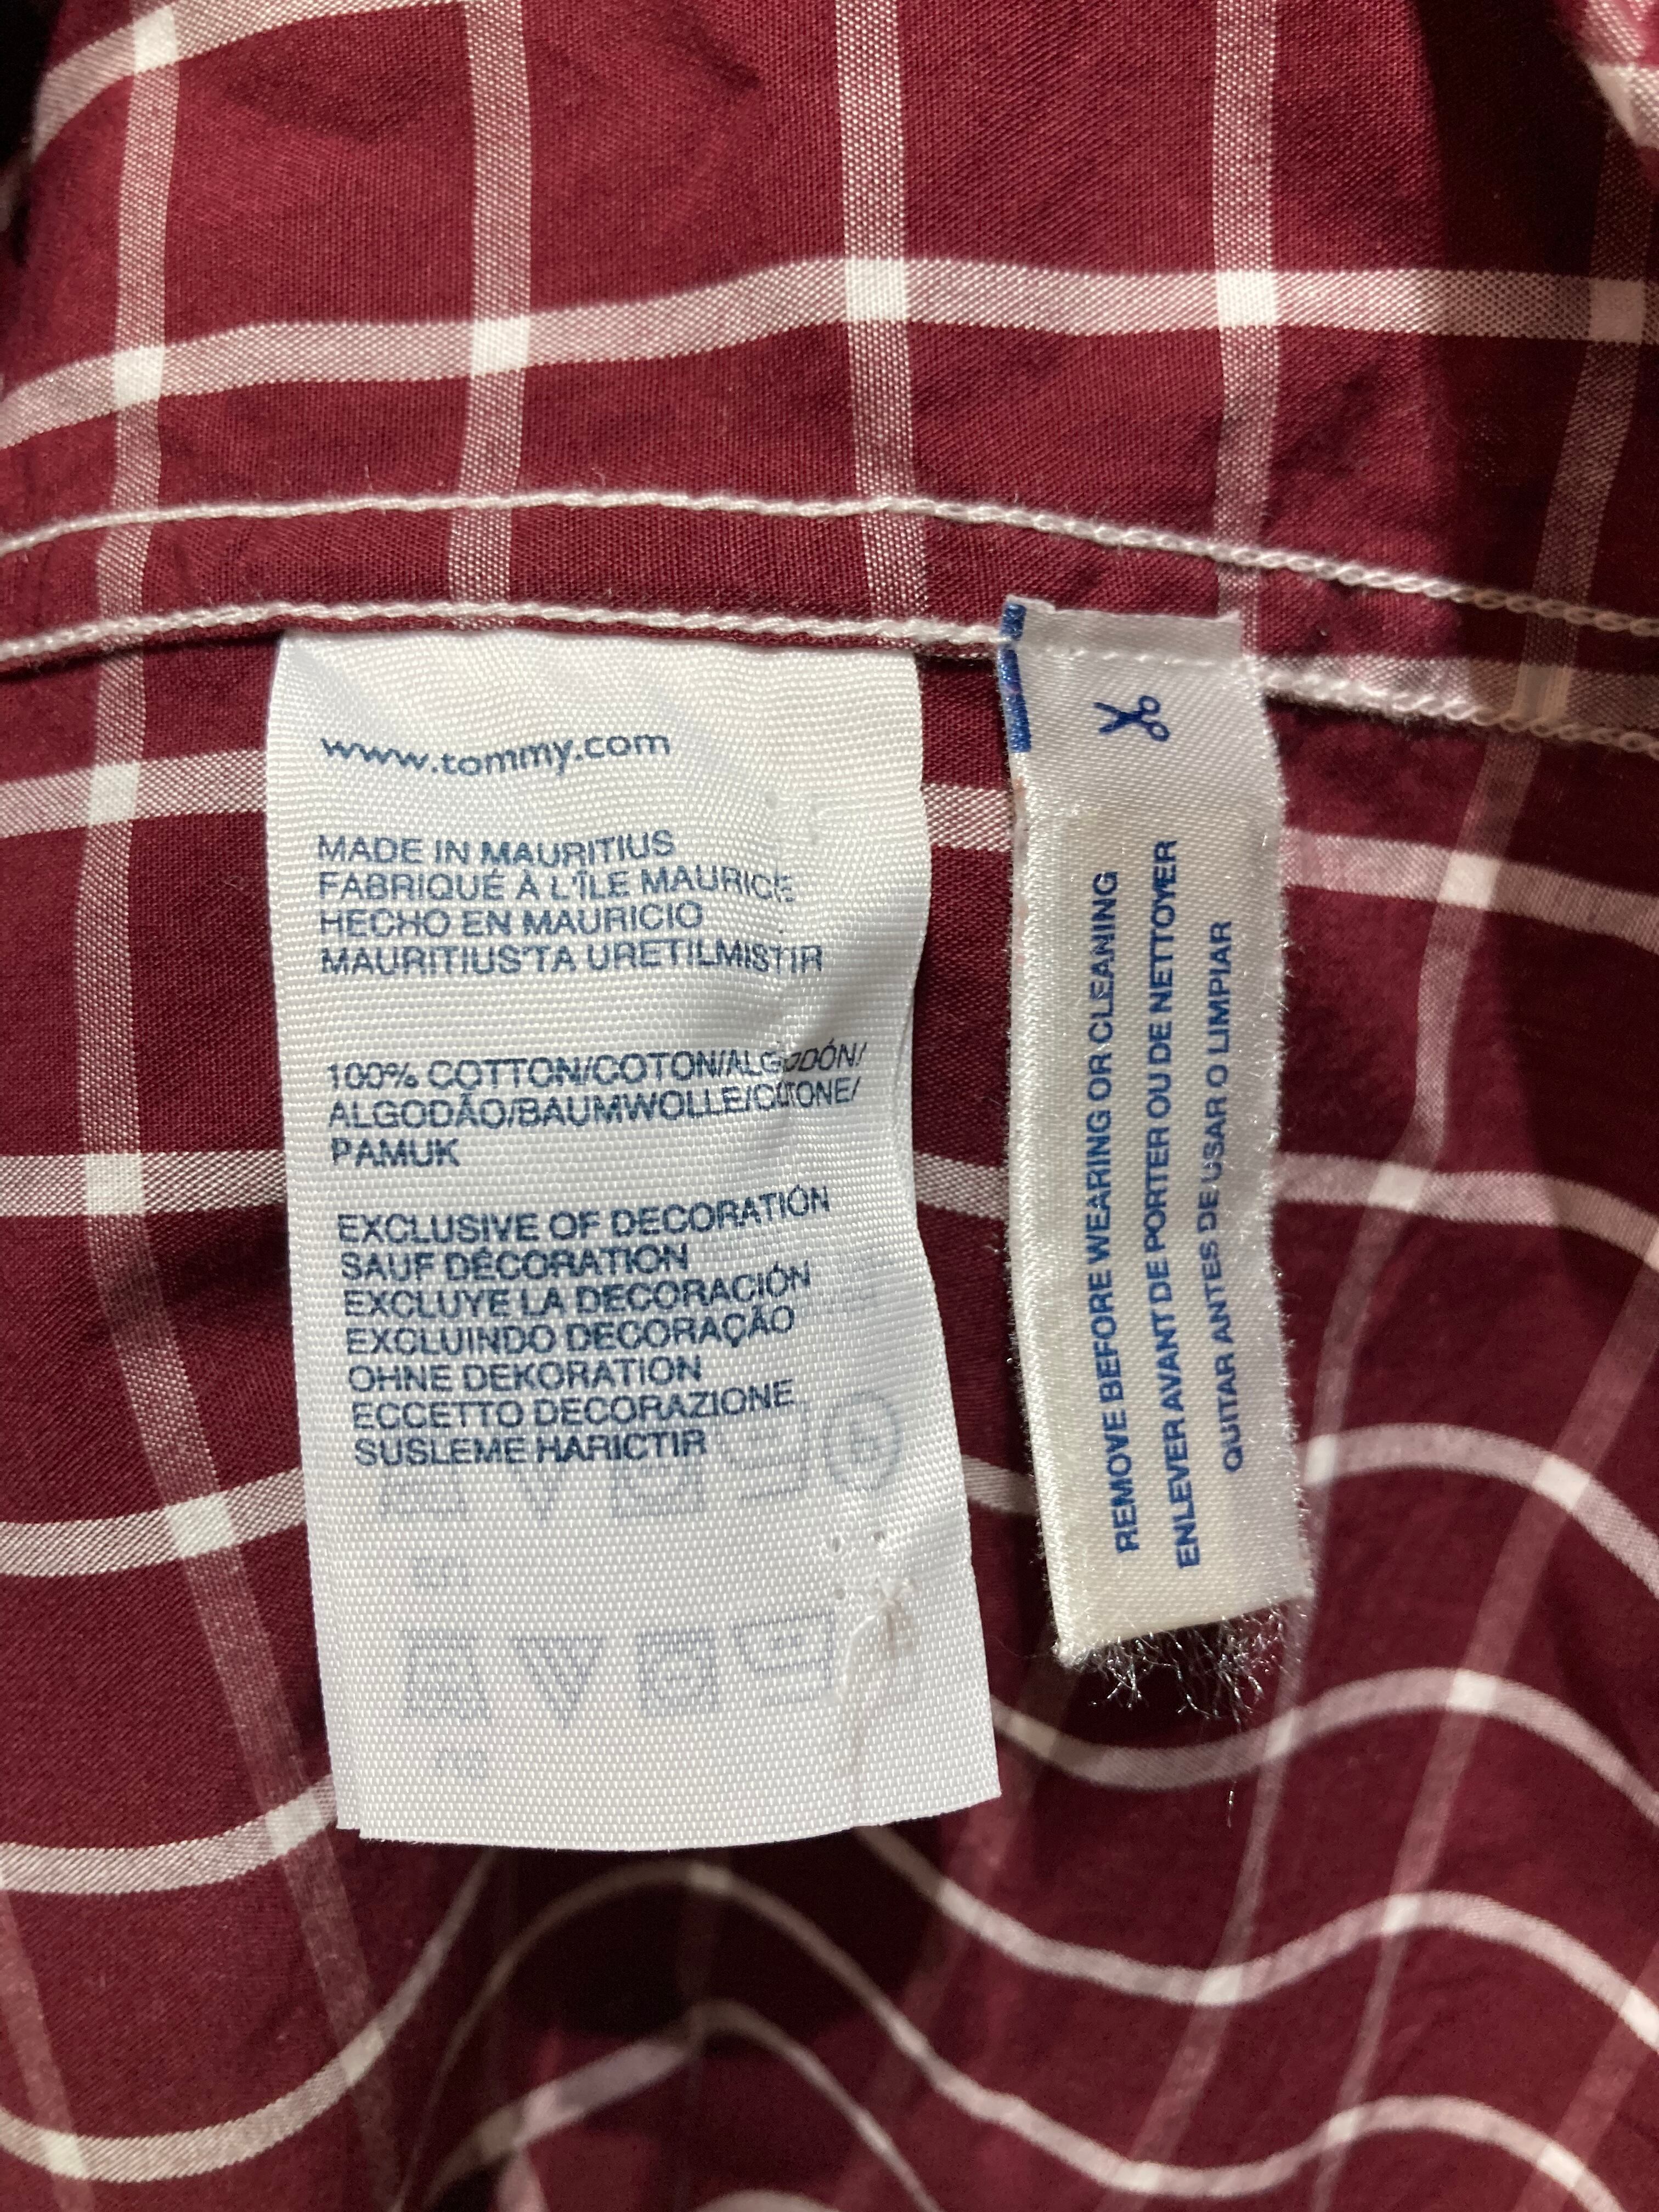 www.tommy.com
MADE IN MAURITIUS
FABRIQUÉ À L'ÎLE MAURICE
HECHO EN MAURICIO
MAURITIUS'TA URETILMISTIR
100% COTTON/COTON/ALGODÓN/
ALGODÃO/BAUMWOLLE/COTONE/
PAMUK
EXCLUSIVE OF DECORATIÓN
SAUF DÉCORATION
EXCLUYE LA DECORACIÓN
EXCLUINDO DECORAÇÃO
OHNE DEKORATION
ECCETTO DECORAZIONE
SUSLEME HARICTIR
REMOVE BEFORE WEARING OR CLEANING
ENLEVER AVANT DE PORTER OU DE NETTOYER
QUITAR ANTES DE USAR O LIMPIAR